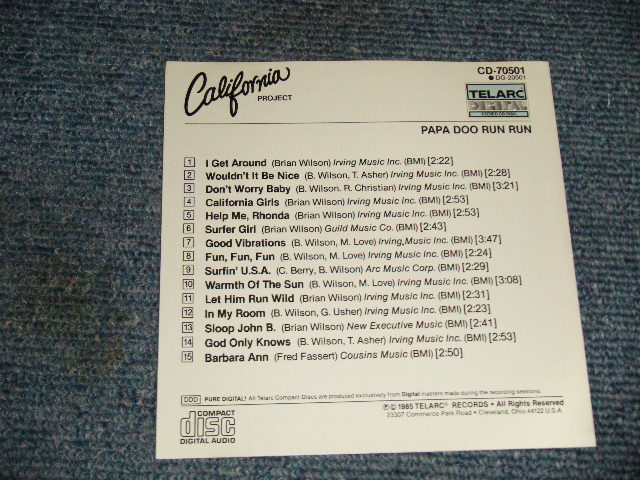 California
PROJECT
CD-70501
● DG-20501
TELARC
DIGITAL
PAPA DOO RUN RUN
1 I Get Around (Brian Wilson) Irving Music Inc. (BMI) [2:22]
2 Wouldn't It Be Nice (B. Wilson, T. Asher) Irving Music Inc. (BMI) [2:28]
3 Don't Worry Baby (B. Wilson. R. Christian) Irving Music Inc. (BMI) [3:21]
4 California Girls (Brian Wilson) Irving Music Inc. (BMI) [2:53]
5 Help Me, Rhonda (Brian Wilson) Irving Music Inc. (BMI) [2:53]
6 Surfer Girl (Brian Wilson) Guild Music Co. (BMI) [2:43]
7 Good Vibrations (B. Wilson, M. Love) Irving,Music Inc. (BMI) [3:47]
8 Fun, Fun, Fun (B. Wilson, M. Love) Irving Music Inc. (BMI) [2:24]
9 Surfin' U.S.A. (C. Berry, B. Wilson) Arc Music Corp. (BMI) [2:29]
10 Warmth Of The Sun (B. Wilson, M. Love) Irving Music Inc. (BMI) [3:08]
11 Let Him Run Wild (Brian Wilson) Irving Music Inc. (BMI) [2:31]
12 In My Room (B. Wilson, G. Usher) Irving Music Inc. (BMI) [2:23]
13 Sloop John B. (Brian Wilson) New Executive Music (BMI) [2:41]
14 God Only Knows (B. Wilson, T. Asher) Irving Music Inc. (BMI) [2:53]
15 Barbara Ann (Fred Fassert) Cousins Music (BMI) [2:50]
DDD PURE DIGITAL! All Telarc Compact Discs are produced exclusively from Digital masters made during the recording sessions.
COMPACT
disc
DIGITAL AUDIO
℗ © 1985 TELARC® RECORDS • All Rights Reserved
23307 Commerce Park Road • Cleveland, Ohio 44122 U.S.A.